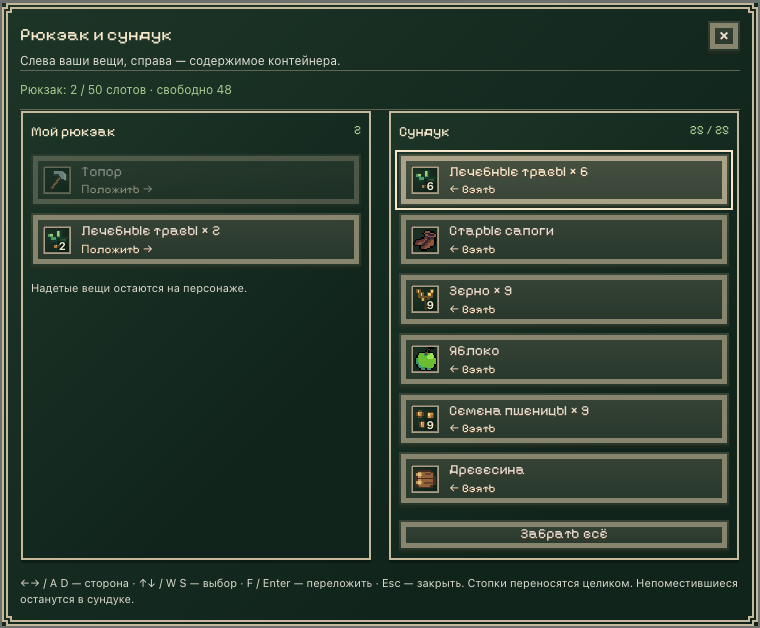 Рюкзак и сундук
×
Слева ваши вещи, справа — содержимое контейнера.
Рюкзак: 2 / 50 слотов · свободно 48
Мой рюкзак
2
Топор
Положить →
2
Лечебные травы × 2
Положить →
Надетые вещи остаются на персонаже.
Сундук
25 / 25
6
Лечебные травы × 6
← Взять
Старые сапоги
← Взять
9
Зерно × 9
← Взять
Яблоко
← Взять
9
Семена пшеницы × 9
← Взять
Древесина
← Взять
Забрать всё
←→ / A D — сторона · ↑↓ / W S — выбор · F / Enter — переложить · Esc — закрыть. Стопки переносятся целиком. Непоместившиеся
останутся в сундуке.